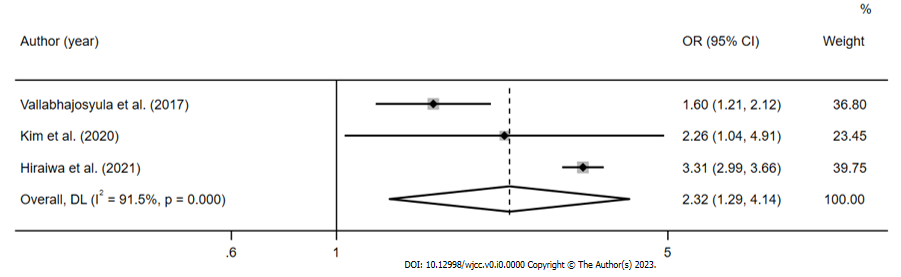 %
Author (year) OR (95% CI) Weight
Vallabhajosyula et al. (2017) 1.60 (1.21, 2.12) 36.80
Kim et al. (2020) 2.26 (1.04, 4.91) 23.45
Hiraiwa et al. (2021) 3.31 (2.99, 3.66) 39.75
Overall, DL (I² = 91.5%, p = 0.000) 2.32 (1.29, 4.14) 100.00
.6 1 5
DOI: 10.12998/wjcc.v0.i0.0000 Copyright © The Author(s) 2023.